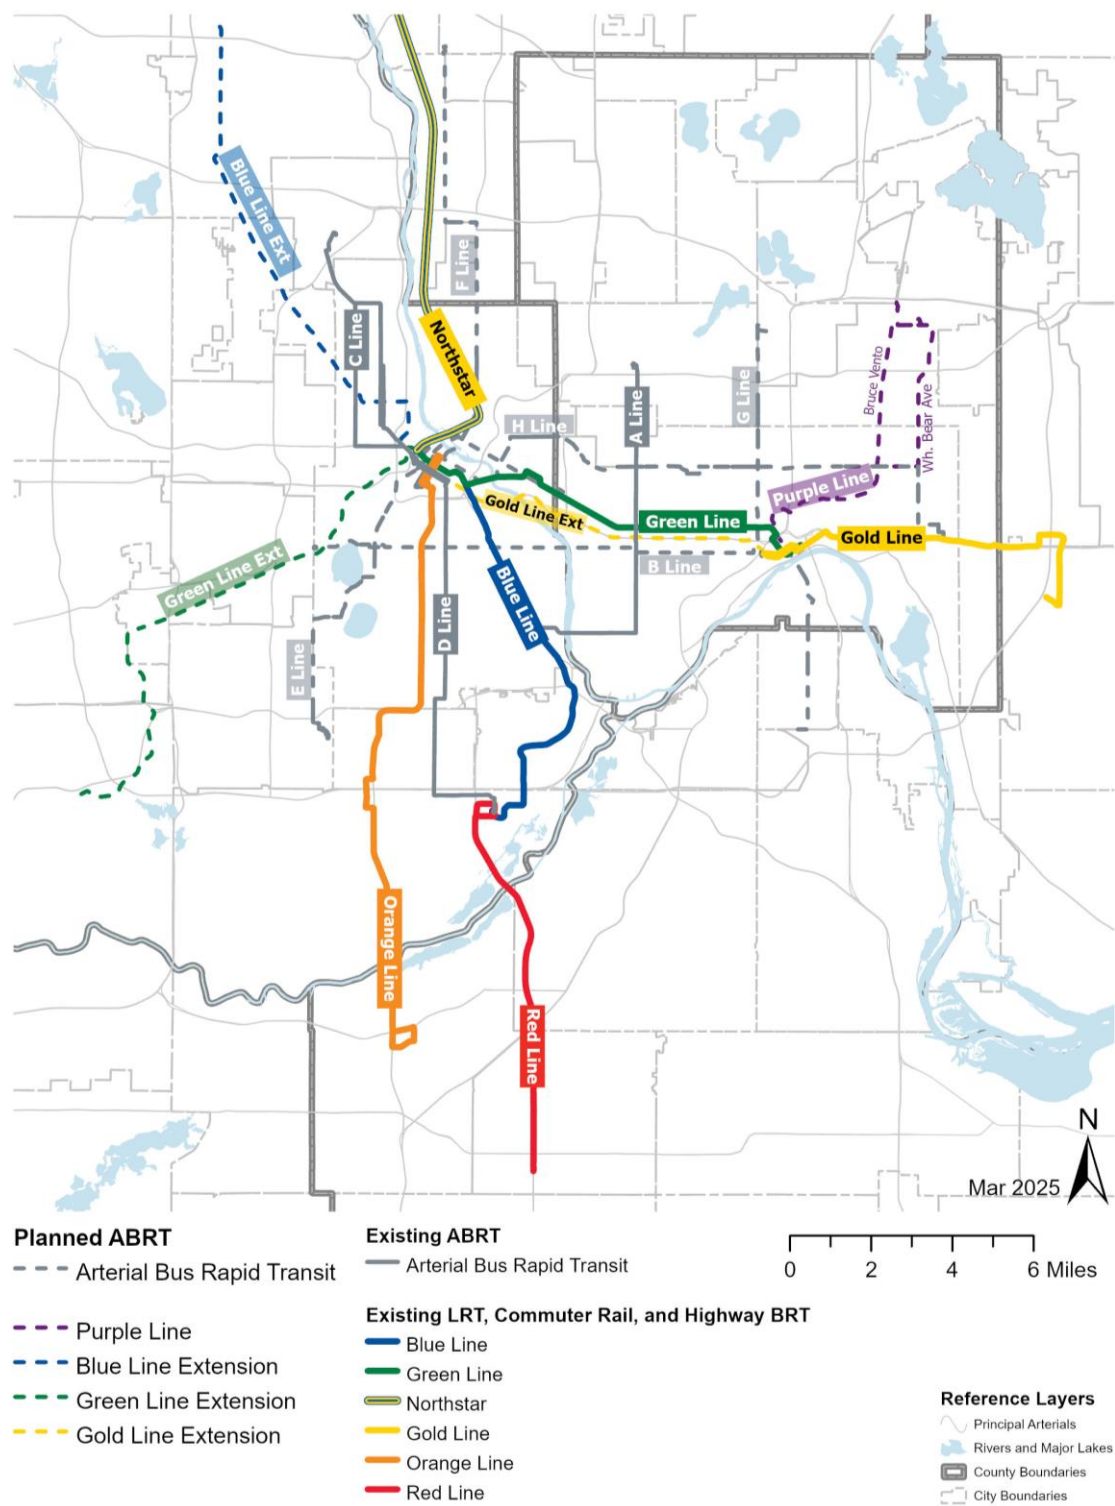 Blue Line Ext
F Line
C Line
Northstar
Bruce Vento
Wh. Bear Ave
G Line
A Line
H Line
Purple Line
Gold Line Ext
Green Line
Gold Line
B Line
Green Line Ext
Blue Line
D Line
E Line
Orange Line
Red Line
N
Mar 2025
Planned ABRT
Arterial Bus Rapid Transit
Purple Line
Blue Line Extension
Green Line Extension
Gold Line Extension
Existing ABRT
Arterial Bus Rapid Transit
Existing LRT, Commuter Rail, and Highway BRT
Blue Line
Green Line
Northstar
Gold Line
Orange Line
Red Line
0 2 4 6 Miles
Reference Layers
Principal Arterials
Rivers and Major Lakes
County Boundaries
City Boundaries